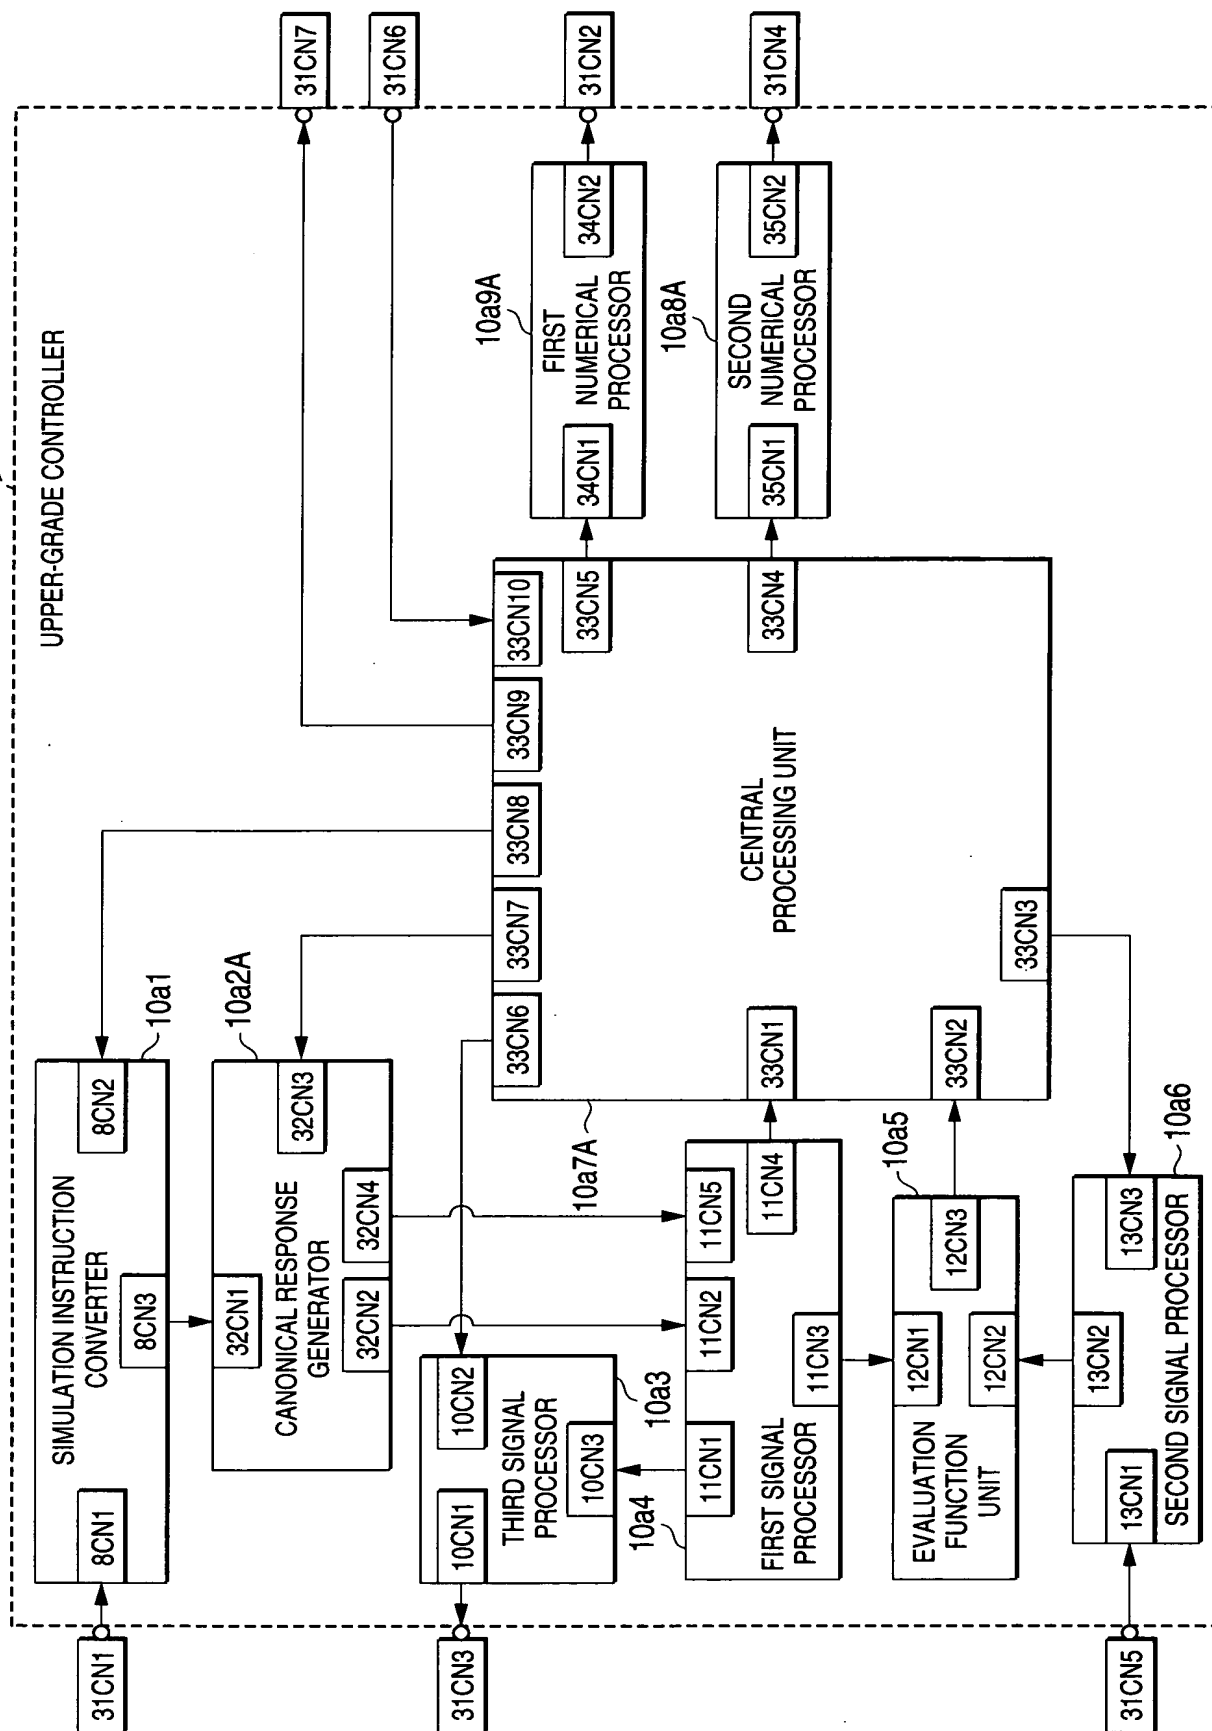 UPPER-GRADE CONTROLLER
31CN1
8CN1
SIMULATION INSTRUCTION
CONVERTER
8CN2
8CN3
10a1
32CN1
CANONICAL RESPONSE
GENERATOR
32CN3
32CN2
32CN4
10a2A
31CN3
10CN1
THIRD SIGNAL
PROCESSOR
10CN2
10CN3
10a3
10a4
11CN1
11CN2
11CN5
FIRST SIGNAL
PROCESSOR
11CN3
11CN4
EVALUATION
FUNCTION
UNIT
12CN1
12CN2
12CN3
10a5
31CN5
13CN1
13CN2
13CN3
SECOND SIGNAL PROCESSOR
10a6
10a7A
33CN6
33CN7
33CN8
33CN9
33CN10
33CN1
33CN2
33CN3
CENTRAL
PROCESSING UNIT
33CN5
33CN4
10a9A
34CN1
FIRST
NUMERICAL
PROCESSOR
34CN2
10a8A
35CN1
SECOND
NUMERICAL
PROCESSOR
35CN2
31CN7
31CN6
31CN2
31CN4